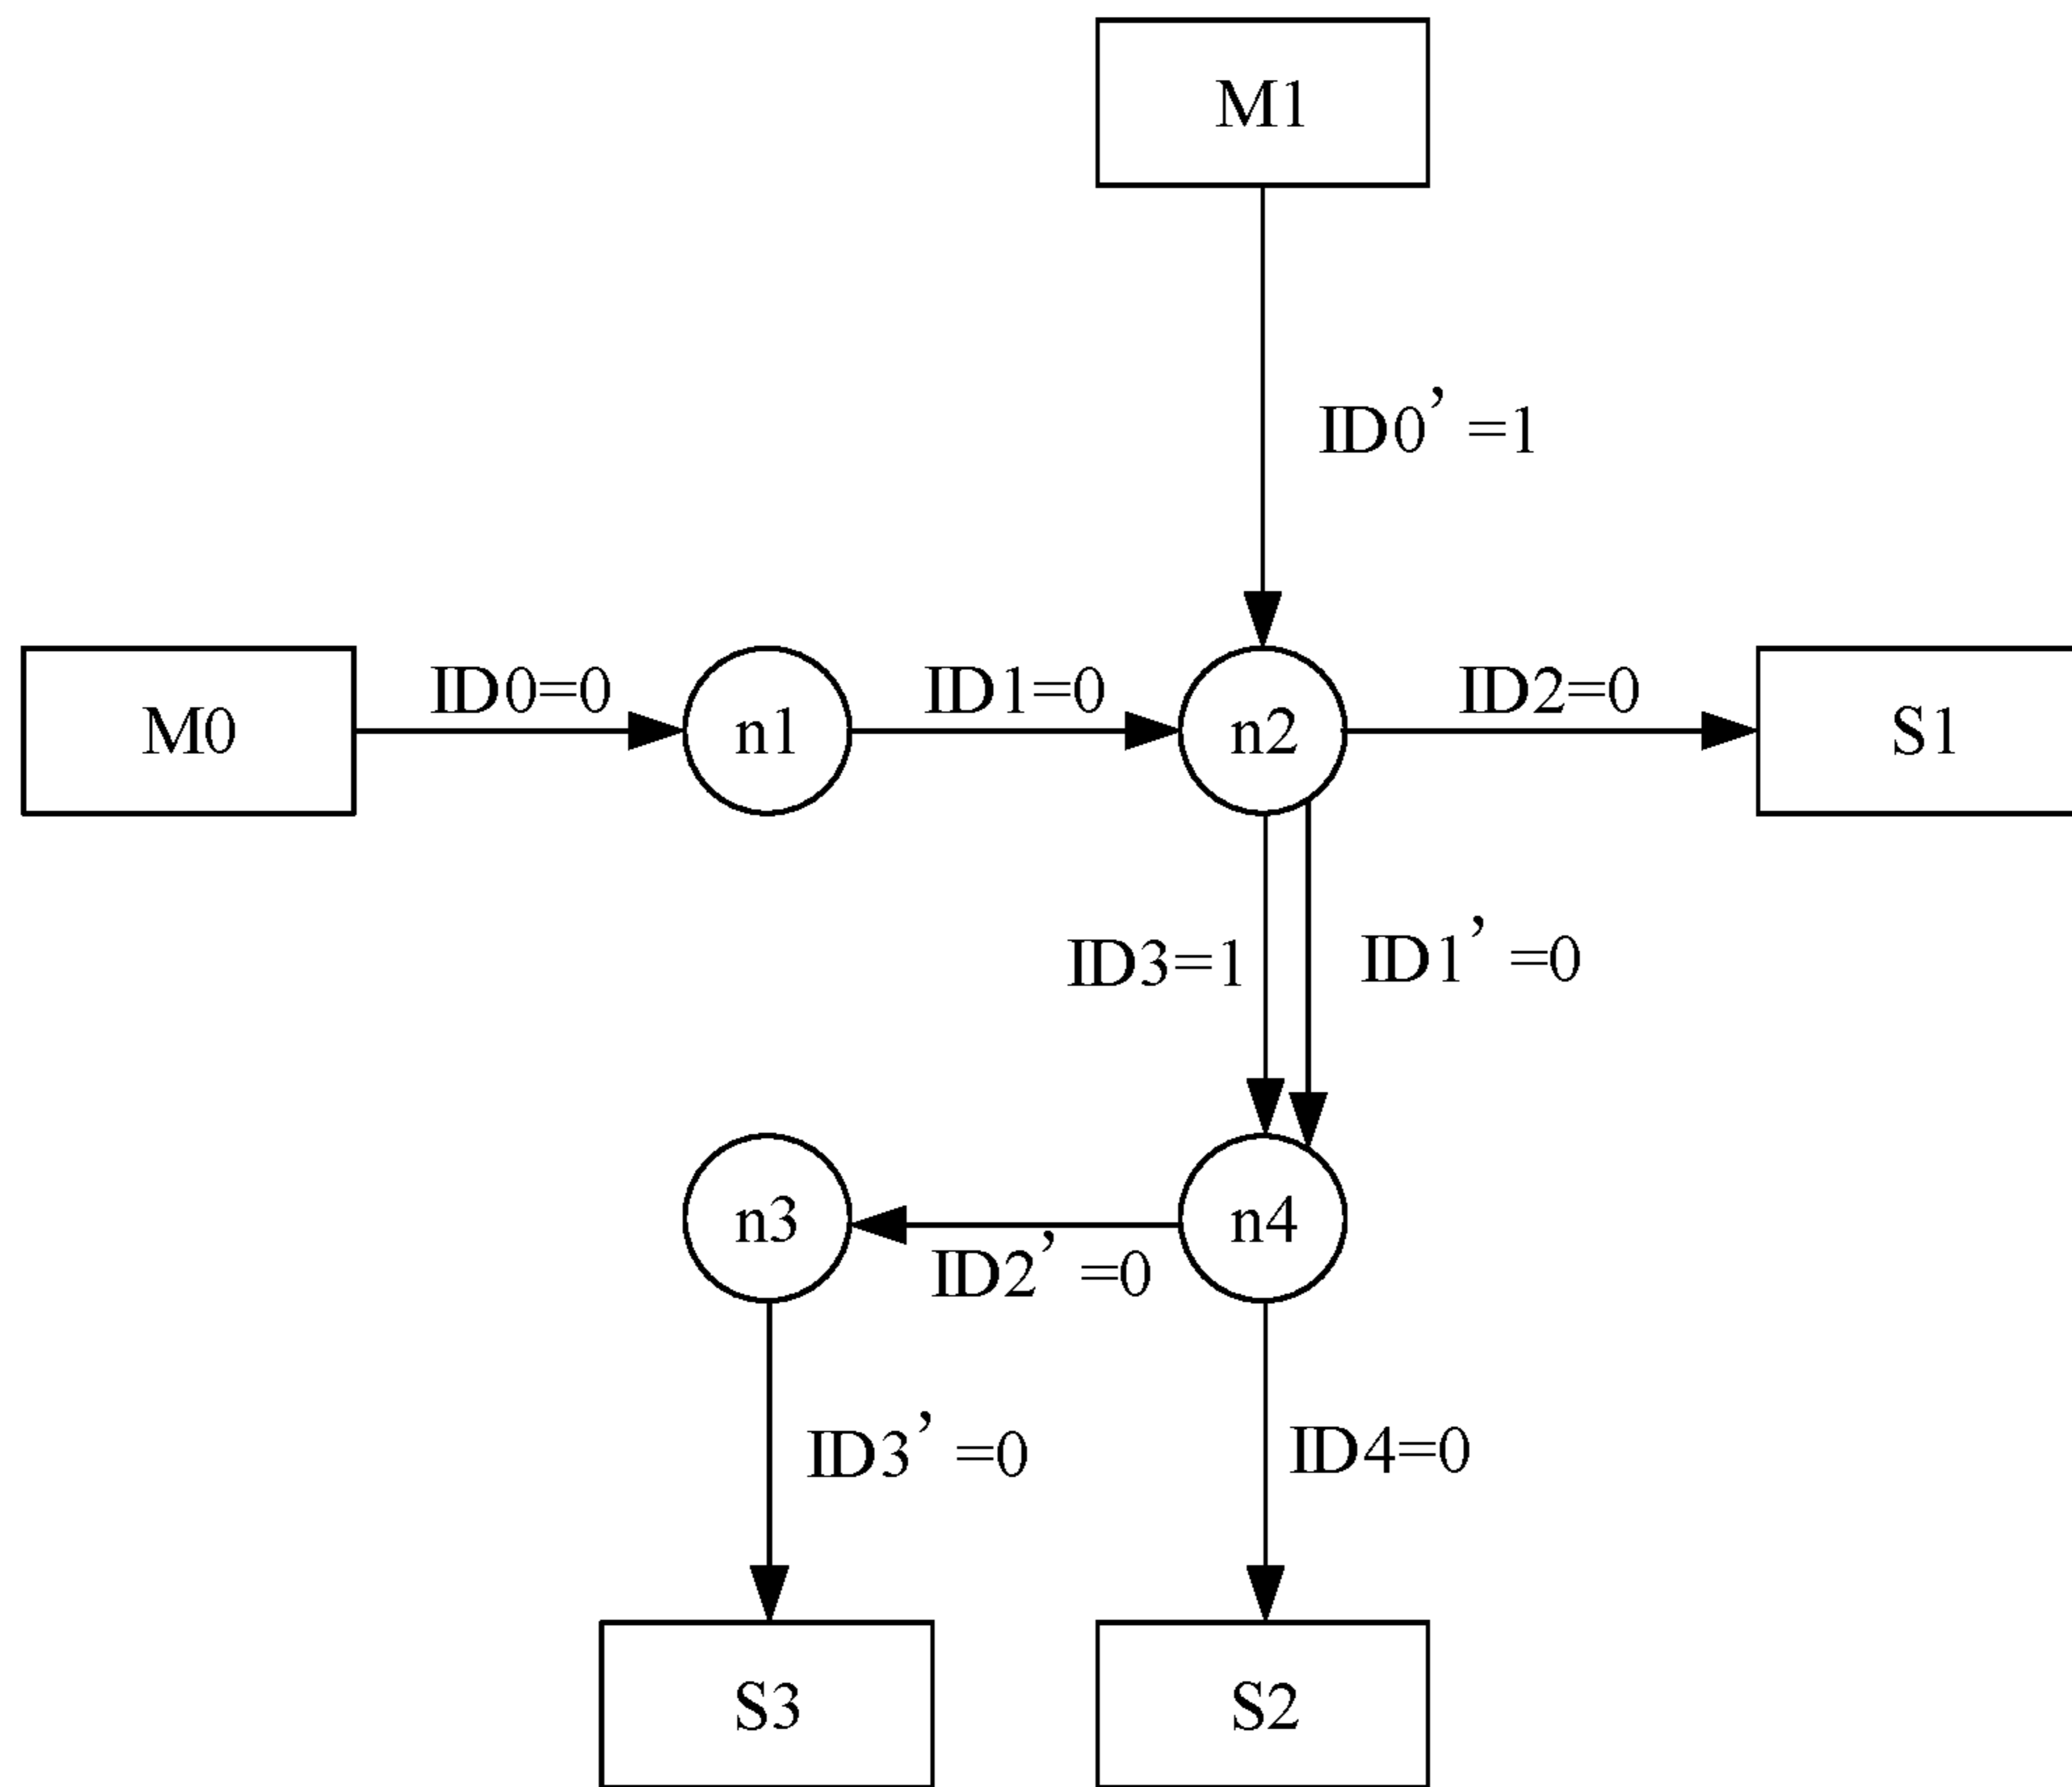 M1
ID0’ =1
M0
ID0=0
n1
ID1=0
n2
ID2=0
S1
ID3=1
ID1’ =0
n3
ID2’ =0
n4
ID3’ =0
ID4=0
S3
S2